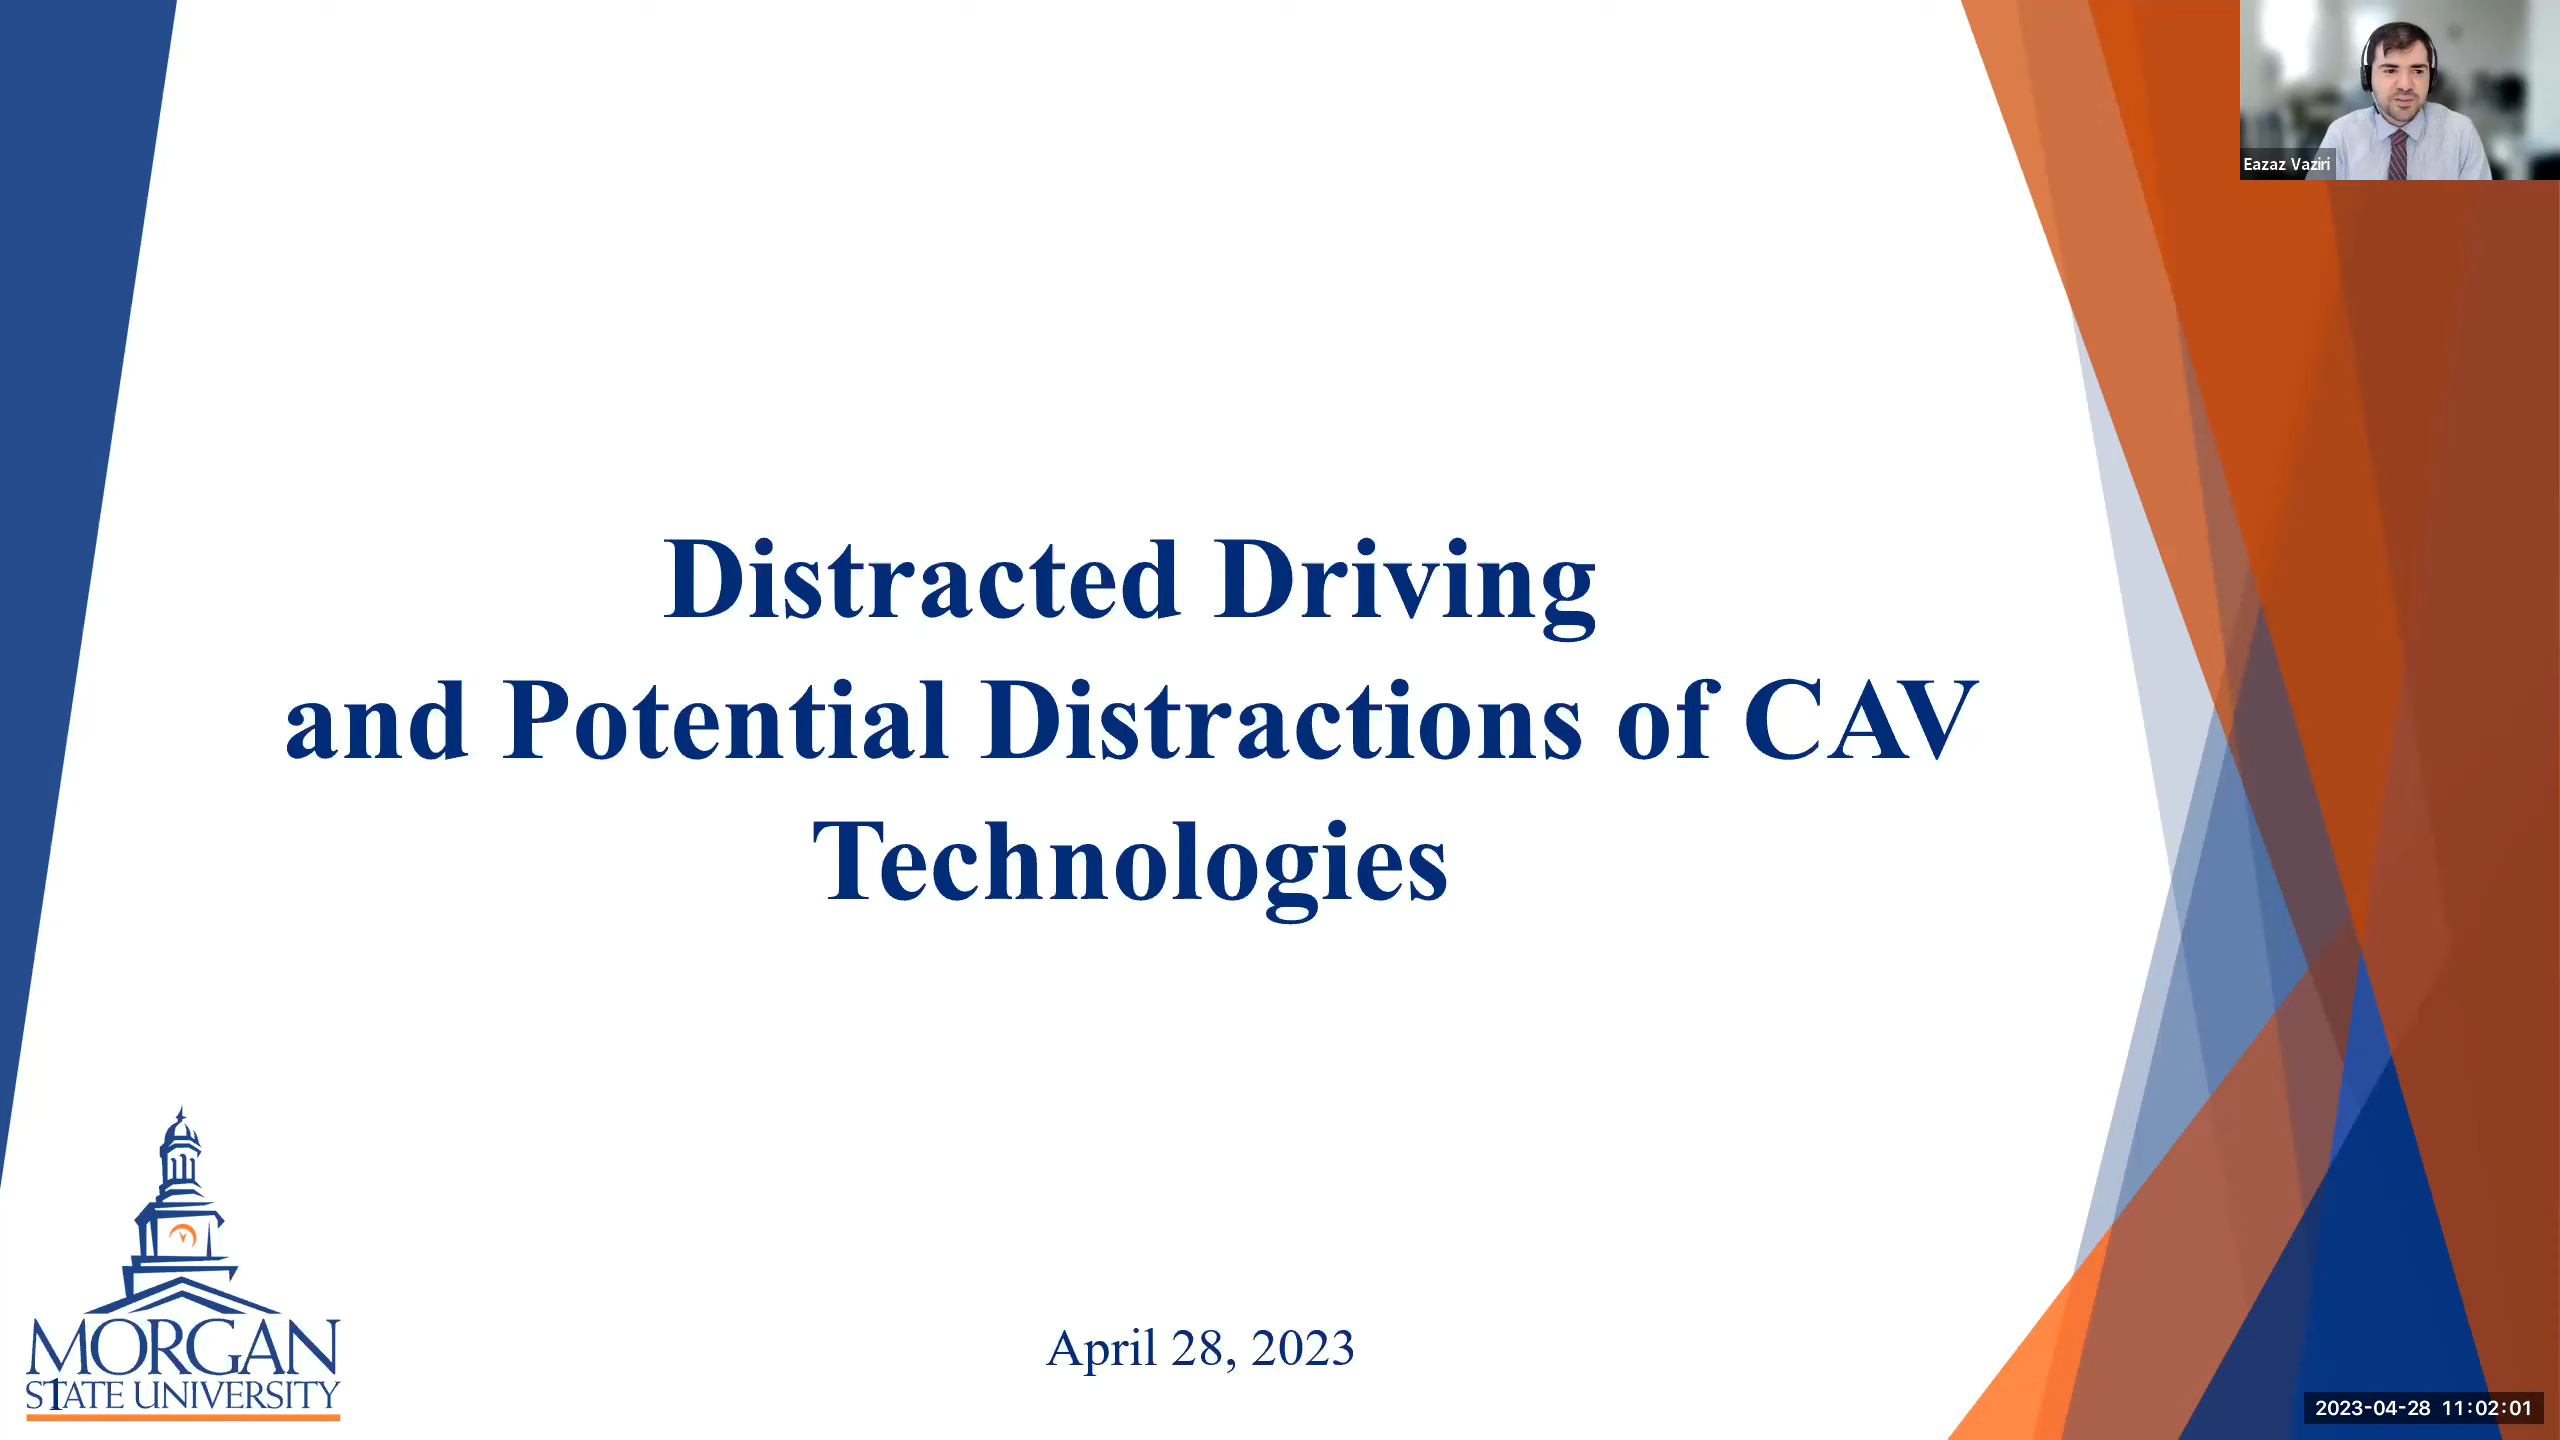 Eazaz Vaziri
Distracted Driving
and Potential Distractions of CAV
Technologies
April 28, 2023
MORGAN
STATE UNIVERSITY
1
2023-04-28 11:02:01